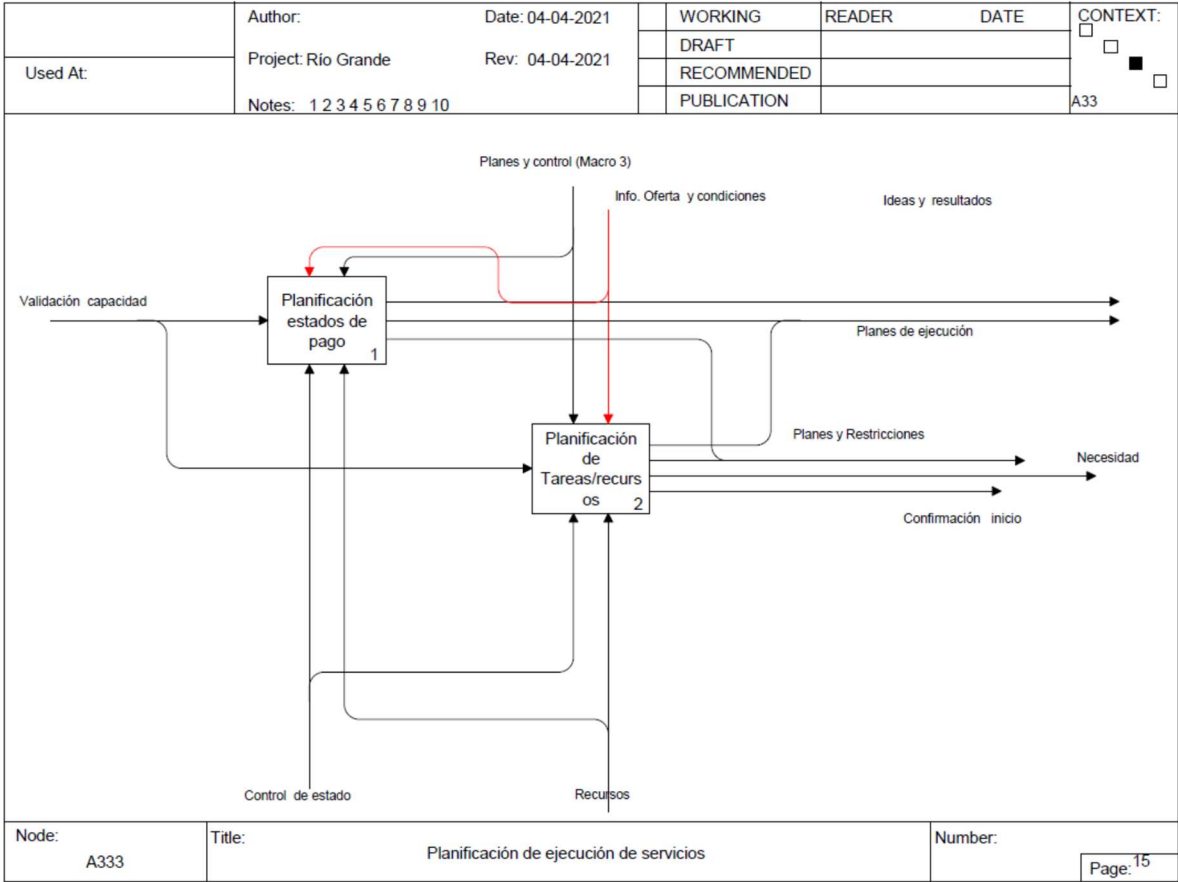 Used At:
Author:
Date: 04-04-2021
Project: Río Grande
Rev: 04-04-2021
Notes: 1 2 3 4 5 6 7 8 9 10
WORKING
DRAFT
RECOMMENDED
PUBLICATION
READER
DATE
CONTEXT:
A33
Planes y control (Macro 3)
Info. Oferta y condiciones
Ideas y resultados
Validación capacidad
Planificación
estados de
pago
1
Planes de ejecución
Planificación
de
Tareas/recurs
os
2
Planes y Restricciones
Necesidad
Confirmación inicio
Control de estado
Recursos
Node:
A333
Title:
Planificación de ejecución de servicios
Number:
Page: 15